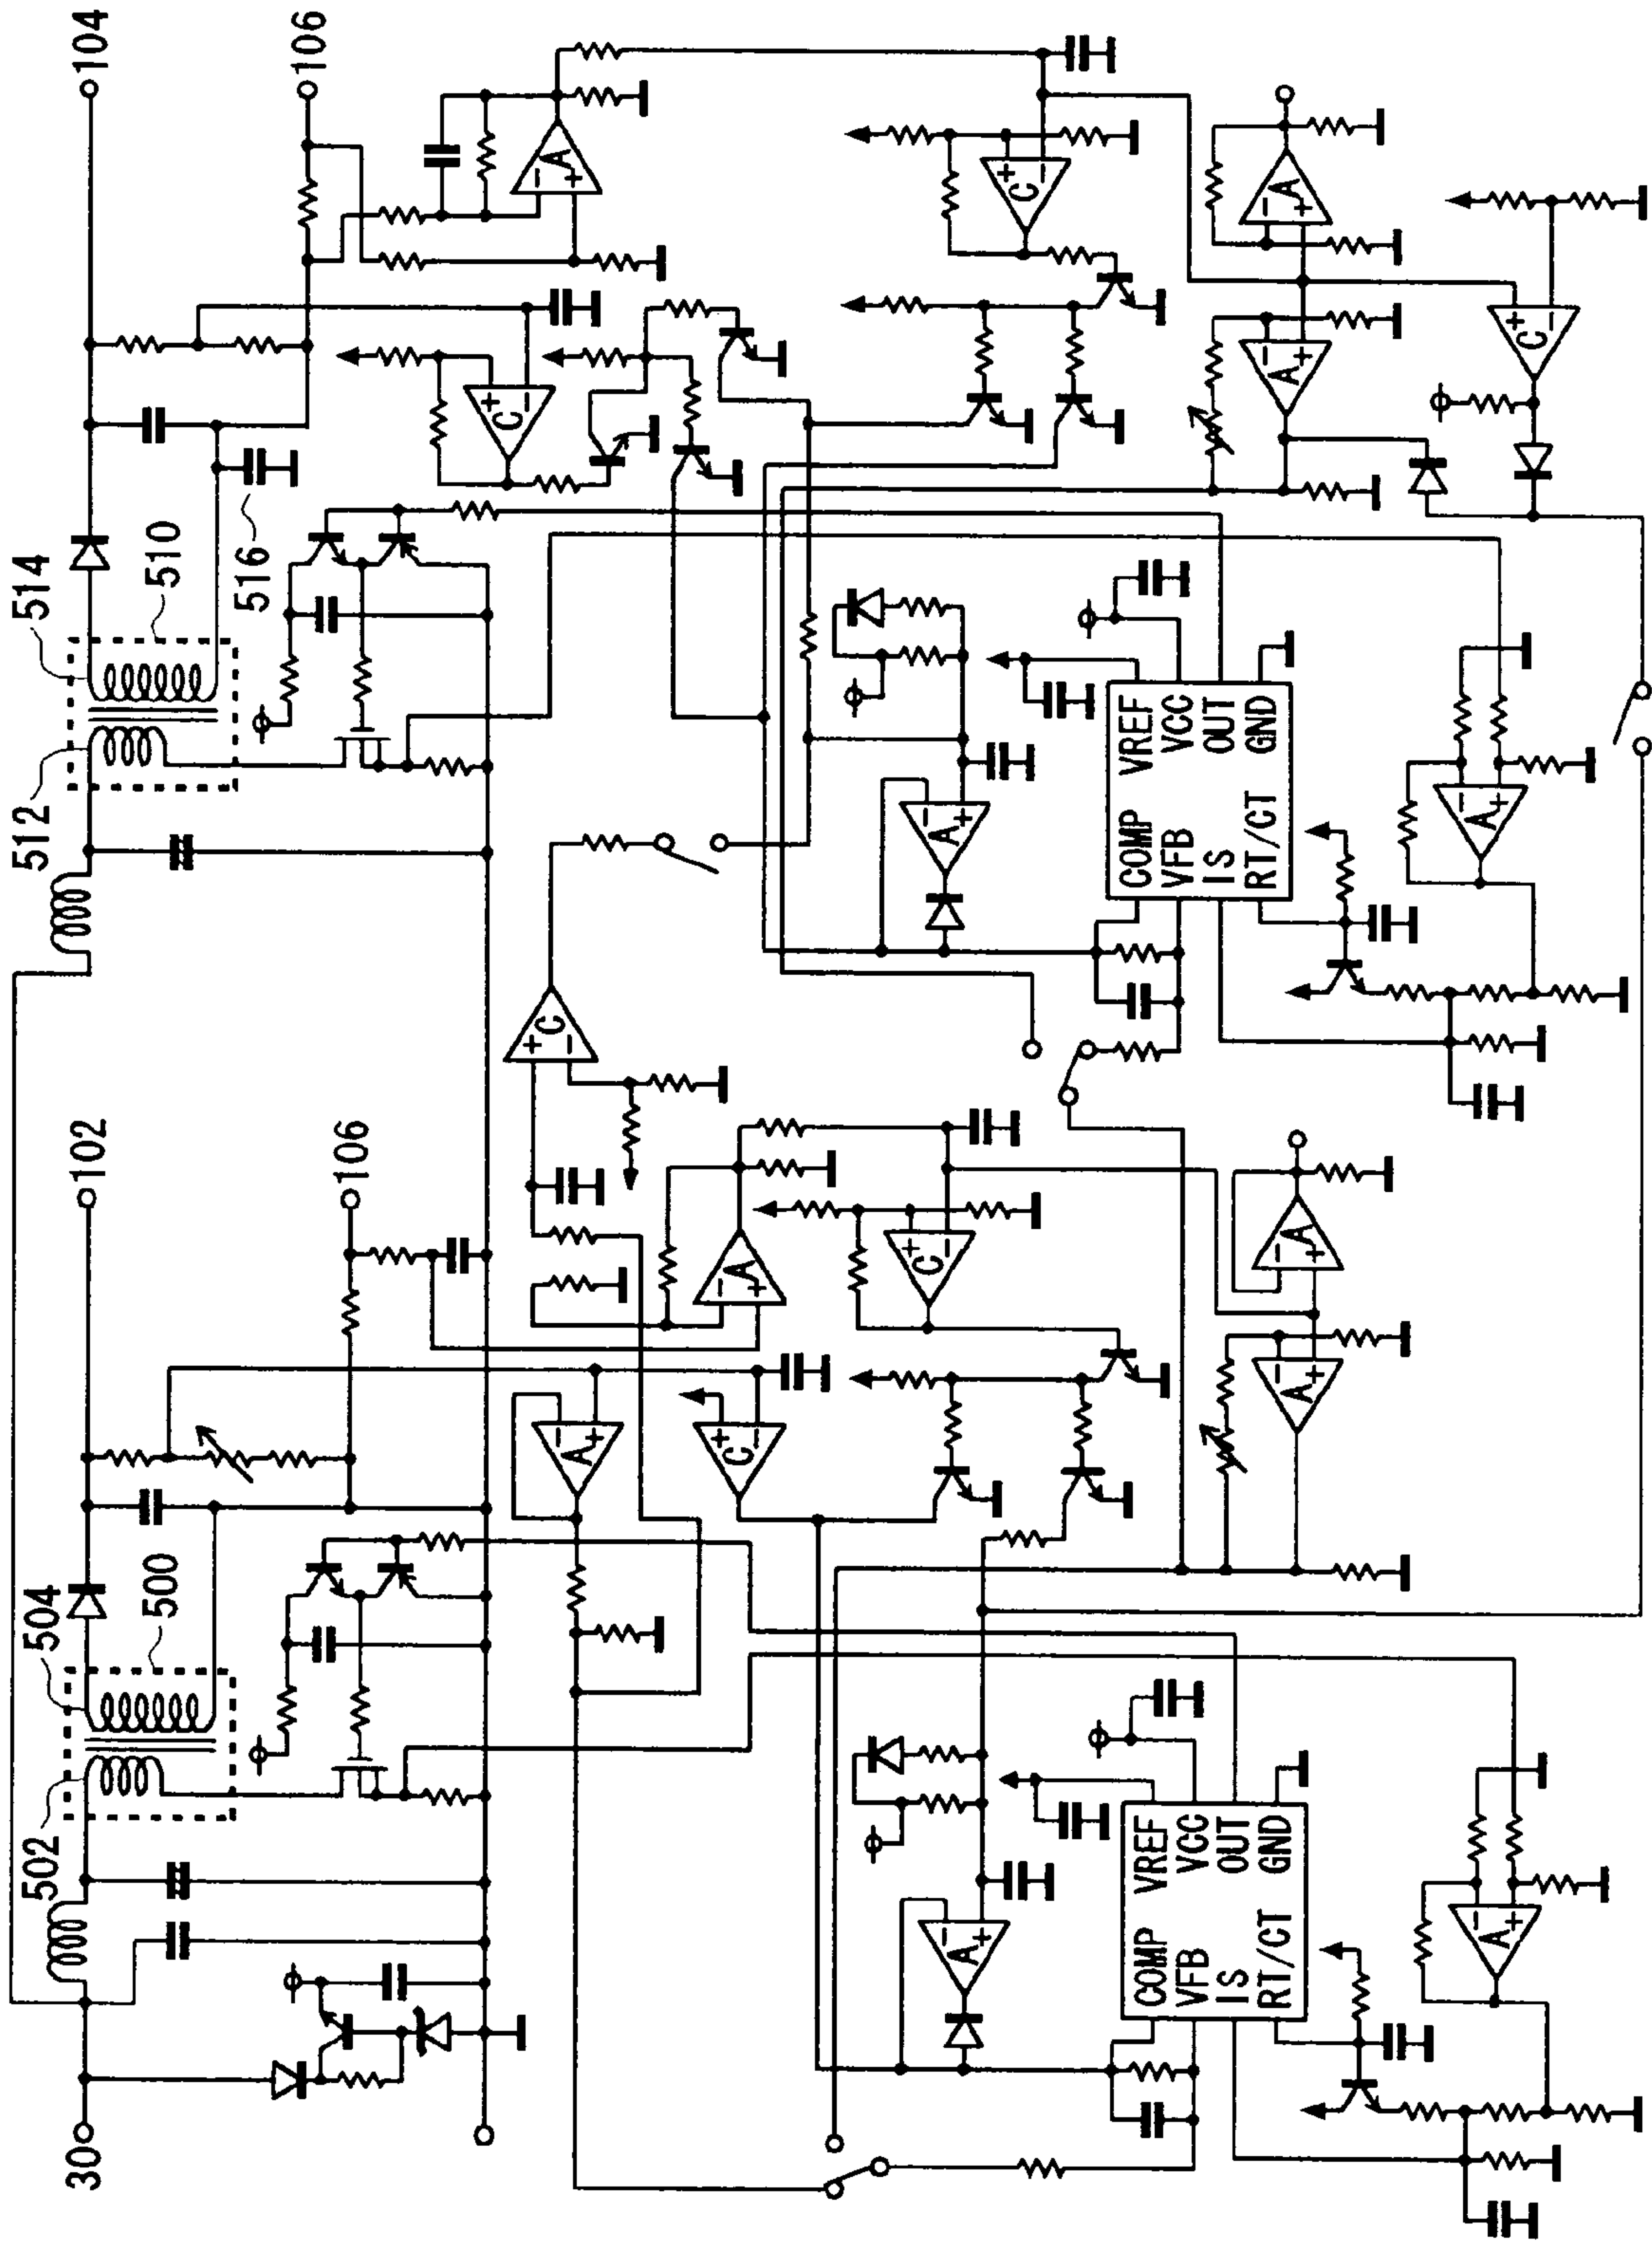 30
502
504
500
102
106
512
514
510
516
104
106
A
C
C
A
C
A
A
A
COMP VREF
VFB VCC
IS OUT
RT/CT GND
A
C
A
C
C
A
A
A
C
A
COMP VREF
VFB VCC
IS OUT
RT/CT GND
A